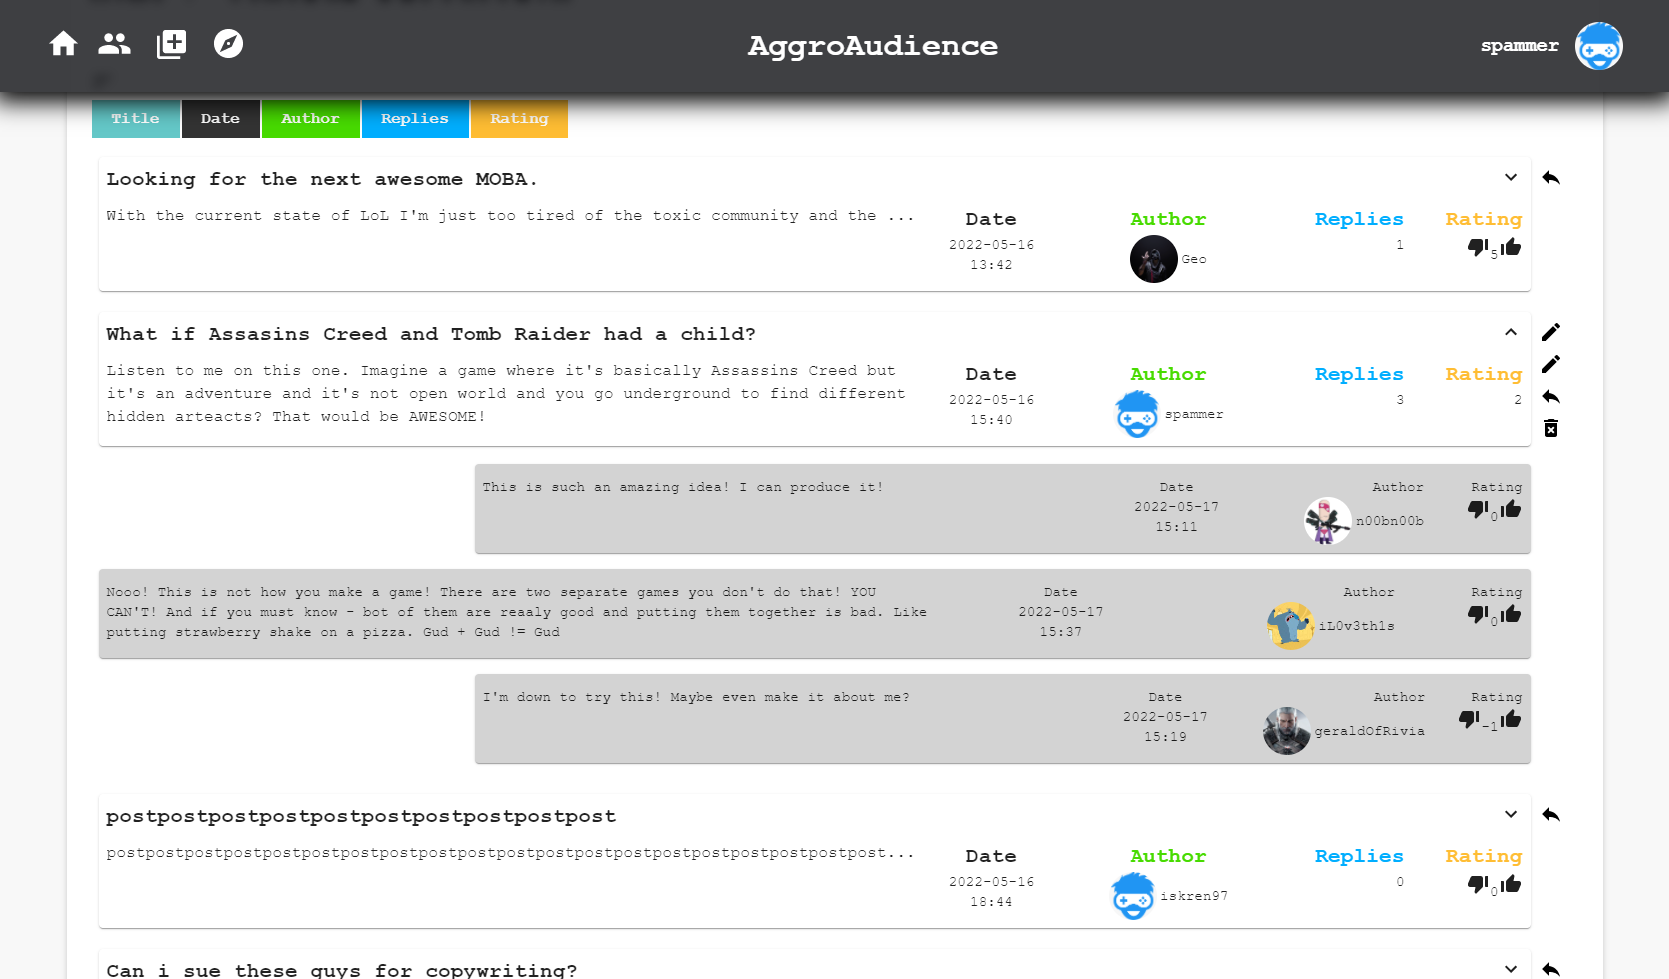 AggroAudience
spammer
Title Date Author Replies Rating
Looking for the next awesome MOBA.
With the current state of LoL I'm just too tired of the toxic community and the ...
Date Author Replies Rating
2022-05-16
13:42
Geo
1
5
What if Assasins Creed and Tomb Raider had a child?
Listen to me on this one. Imagine a game where it's basically Assassins Creed but
it's an adventure and it's not open world and you go underground to find different
hidden arteacts? That would be AWESOME!
Date Author Replies Rating
2022-05-16
15:40
spammer
3
2
This is such an amazing idea! I can produce it!
Date Author Rating
2022-05-17
15:11
n00bn00b
0
Nooo! This is not how you make a game! There are two separate games you don't do that! YOU
CAN'T! And if you must know - bot of them are reaaly good and putting them together is bad. Like
putting strawberry shake on a pizza. Gud + Gud != Gud
Date Author Rating
2022-05-17
15:37
iL0v3th1s
0
I'm down to try this! Maybe even make it about me?
Date Author Rating
2022-05-17
15:19
geraldOfRivia
-1
postpostpostpostpostpostpostpostpostpost
postpostpostpostpostpostpostpostpostpostpostpostpostpostpostpostpostpostpostpost...
Date Author Replies Rating
2022-05-16
18:44
iskren97
0
0
Can i sue these guys for copywriting?